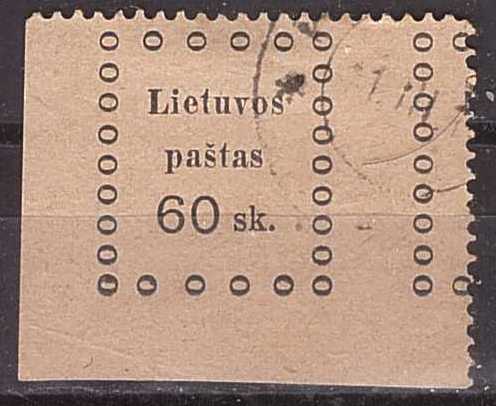 Lietuvos
paštas
60 sk.